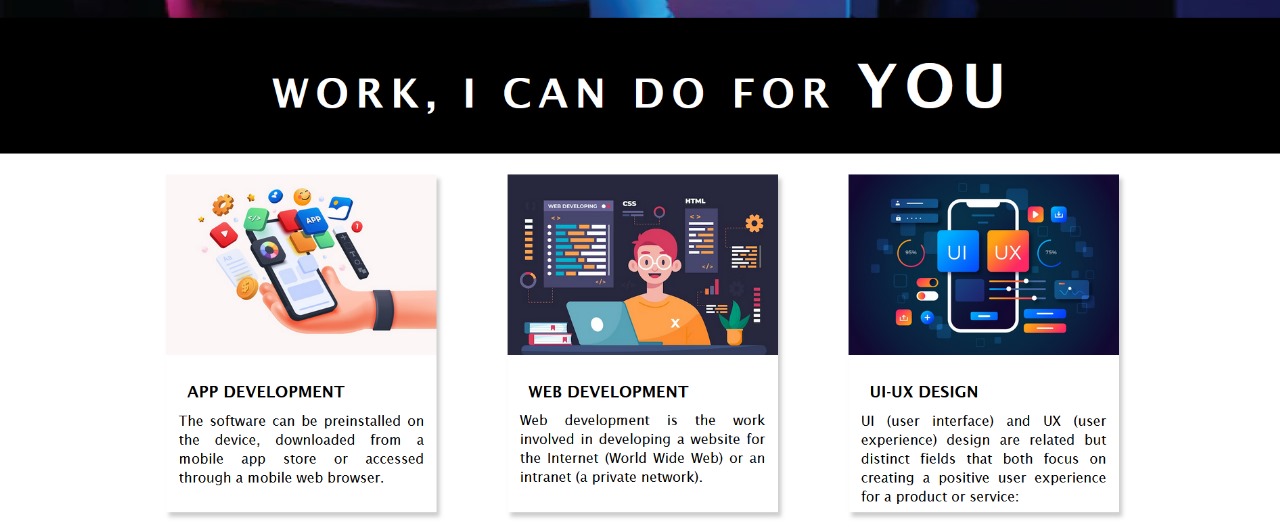 WORK, I CAN DO FOR YOU
WEB DEVELOPING
CSS
HTML
APP
UI
UX
65%
75%
APP DEVELOPMENT
The software can be preinstalled on
the device, downloaded from a
mobile app store or accessed
through a mobile web browser.
WEB DEVELOPMENT
Web development is the work
involved in developing a website for
the Internet (World Wide Web) or an
intranet (a private network).
UI-UX DESIGN
UI (user interface) and UX (user
experience) design are related but
distinct fields that both focus on
creating a positive user experience
for a product or service: